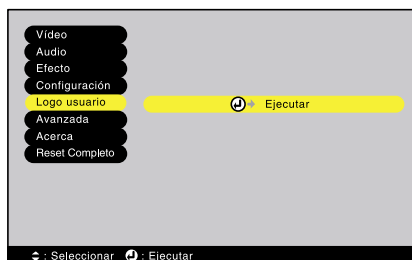 Vídeo
Audio
Efecto
Configuración
Logo usuario
Ejecutar
Avanzada
Acerca
Reset Completo
: Seleccionar : Ejecutar